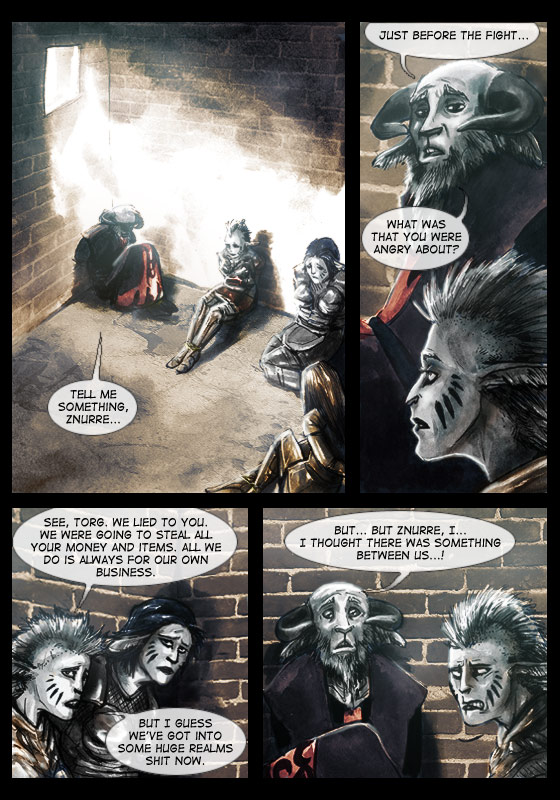 TELL ME
SOMETHING,
ZNURRE...
JUST BEFORE THE FIGHT...
WHAT WAS
THAT YOU WERE
ANGRY ABOUT?
SEE, TORG. WE LIED TO YOU.
WE WERE GOING TO STEAL ALL
YOUR MONEY AND ITEMS. ALL WE
DO IS ALWAYS FOR OUR OWN
BUSINESS.
BUT I GUESS
WE'VE GOT INTO
SOME HUGE REALMS
SHIT NOW.
BUT... BUT ZNURRE, I...
I THOUGHT THERE WAS SOMETHING
BETWEEN US...!